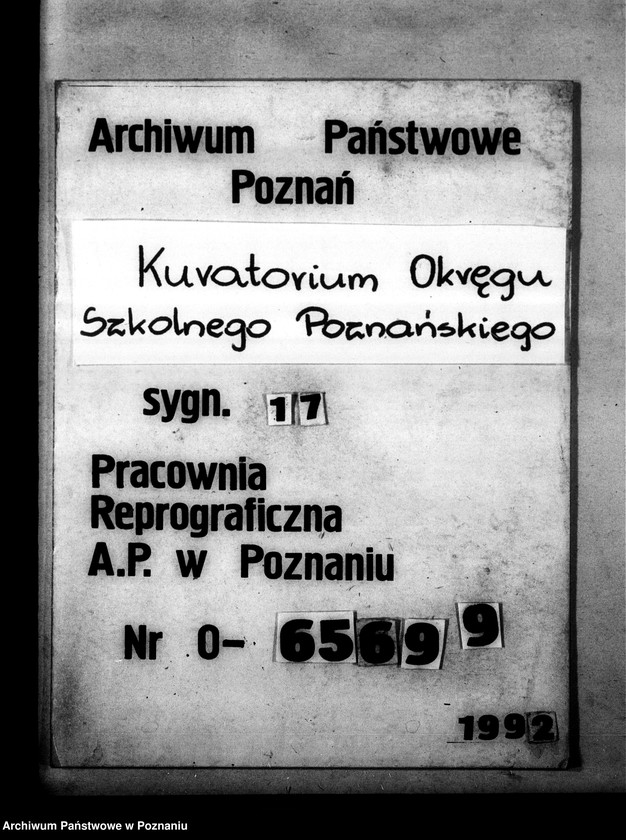 Archiwum Państwowe
Poznań
Kuratorium Okręgu
Szkolnego Poznańskiego
sygn. 17
Pracownia
Reprograficzna
A.P. w Poznaniu
Nr 0- 65699
1992
Archiwum Państwowe w Poznaniu